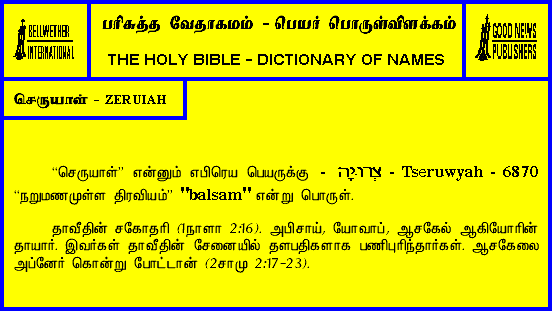 BELLWETHER
INTERNATIONAL
பரிசுத்த வேதாகமம் - பெயர் பொருள்விளக்கம்
THE HOLY BIBLE - DICTIONARY OF NAMES
GOOD NEWS
PUBLISHERS
செருயாள் - ZERUIAH
“செருயாள்” என்னும் எபிரெய பெயருக்கு - צְרוּיָה - Tseruwyah - 6870
“நறுமணமுள்ள திரவியம்” "balsam" என்று பொருள்.
தாவீதின் சகோதரி (1நாளா 2:16). அபிசாய், யோவாப், ஆசகேல் ஆகியோரின்
தாயார். இவர்கள் தாவீதின் சேனையில் தளபதிகளாக பணிபுரிந்தார்கள். ஆசகேலை
அப்னேர் கொன்று போட்டான் (2சாமு 2:17-23).